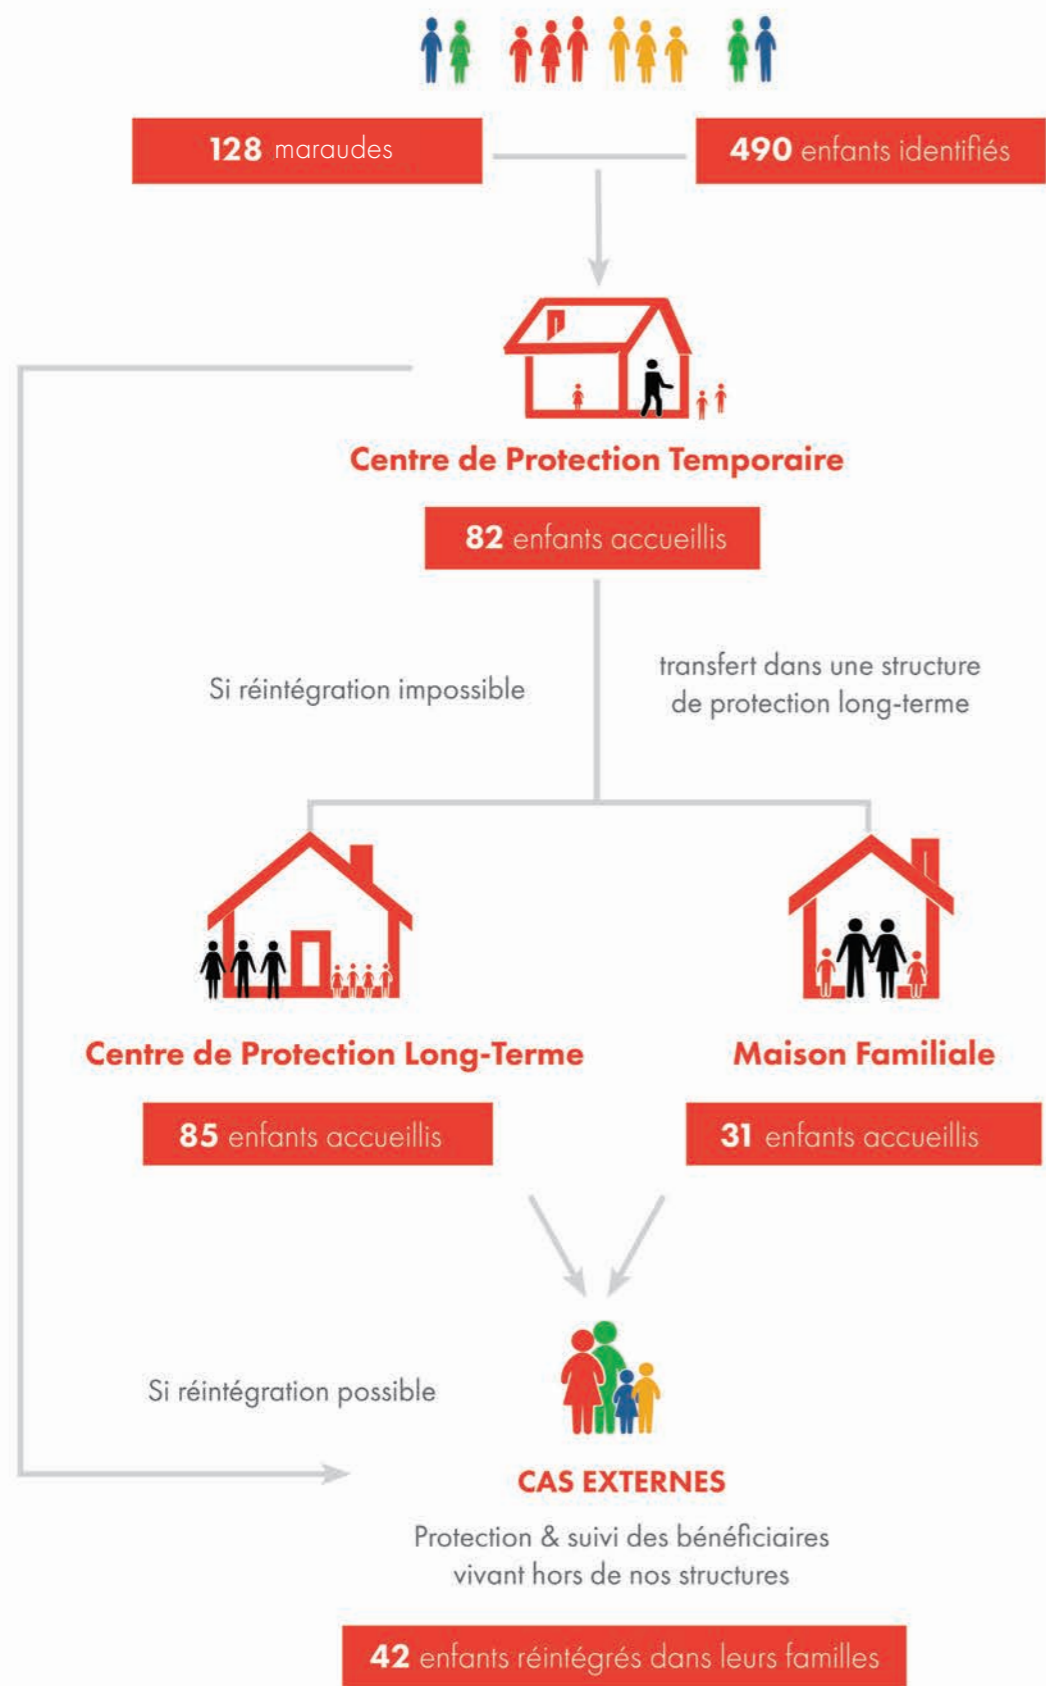 128 maraudes
490 enfants identifiés
Centre de Protection Temporaire
82 enfants accueillis
Si réintégration impossible
transfert dans une structure
de protection long-terme
Centre de Protection Long-Terme
Maison Familiale
85 enfants accueillis
31 enfants accueillis
Si réintégration possible
CAS EXTERNES
Protection & suivi des bénéficiaires
vivant hors de nos structures
42 enfants réintégrés dans leurs familles